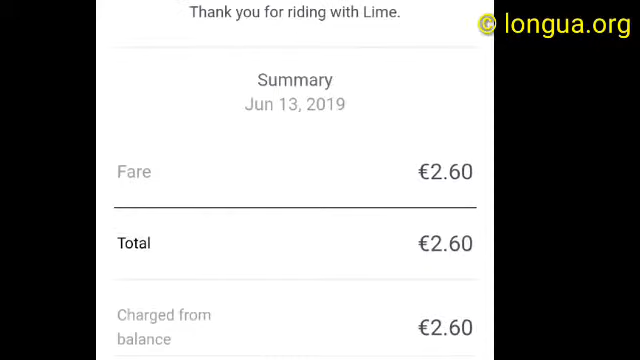 Thank you for riding with Lime.
© longua.org
Summary
Jun 13, 2019
Fare €2.60
Total €2.60
Charged from
balance €2.60